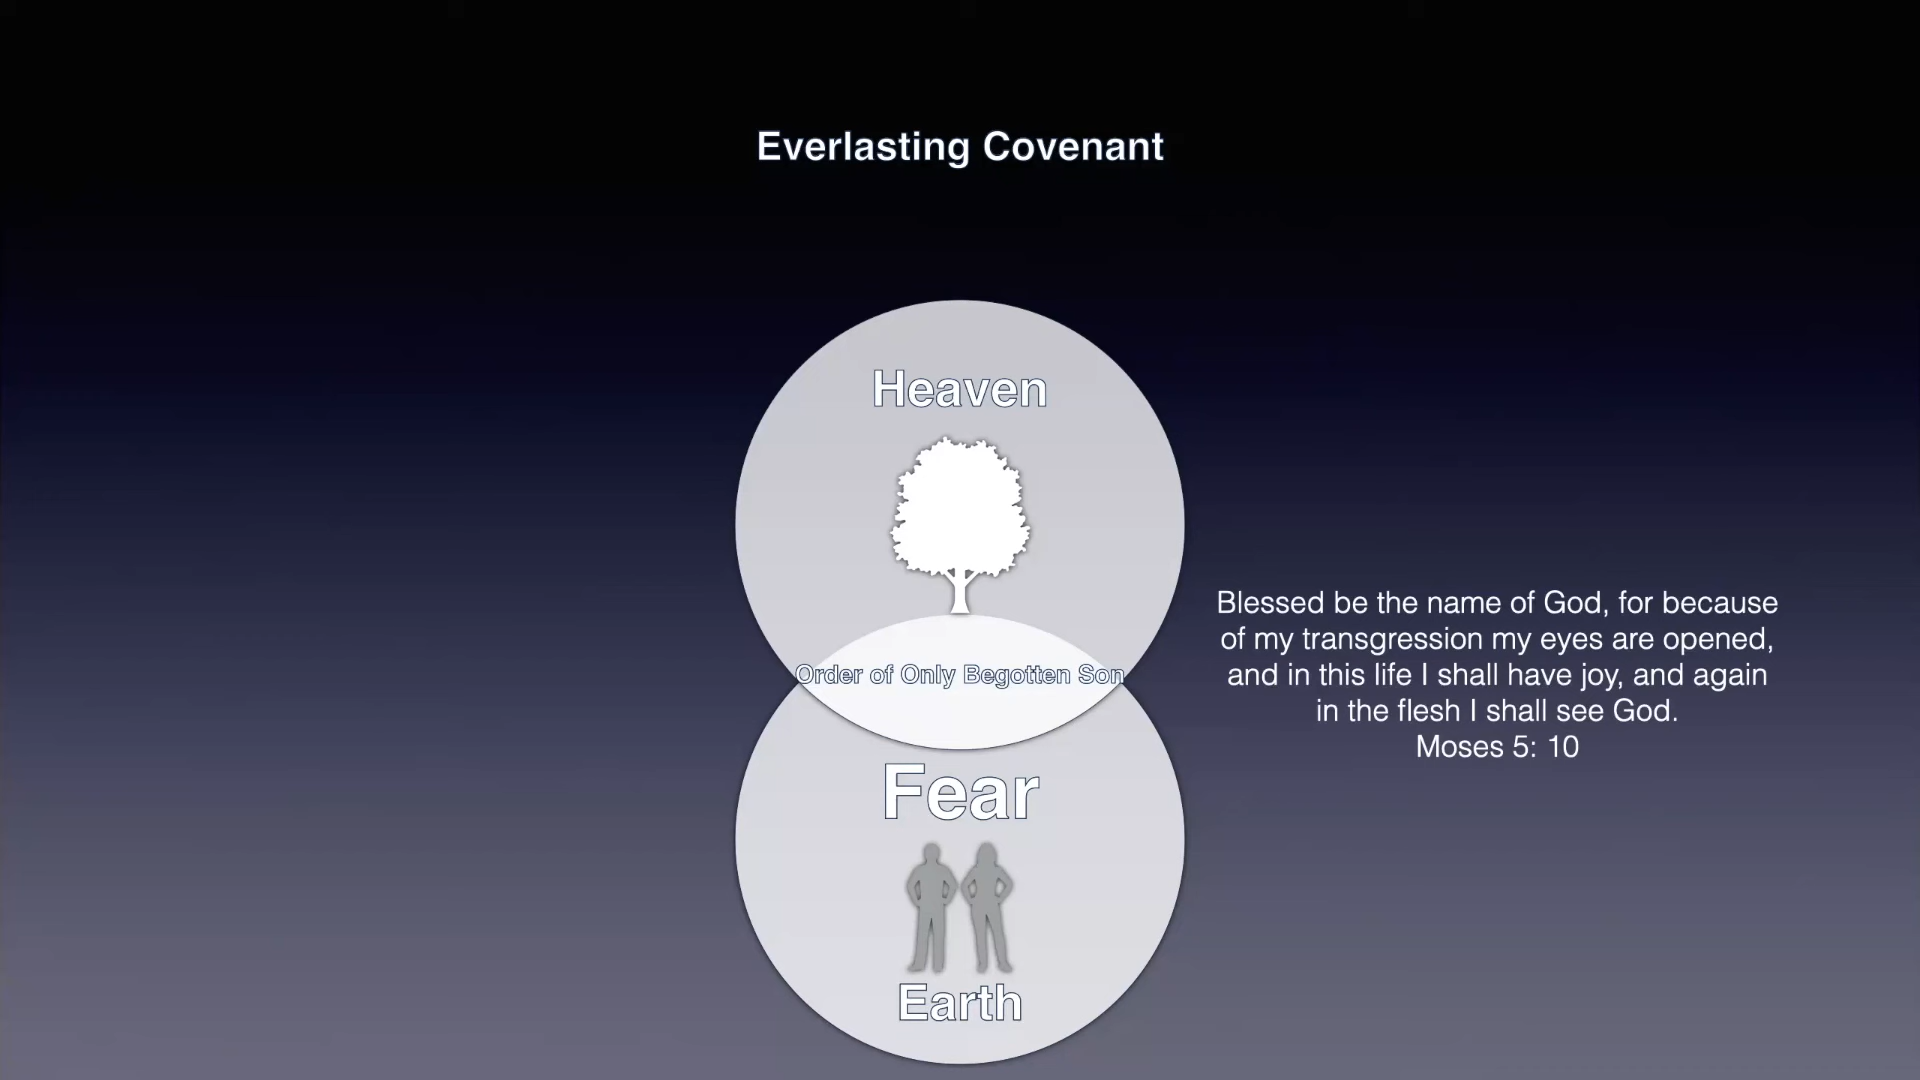 Everlasting Covenant
Heaven
Order of Only Begotten Son
Blessed be the name of God, for because
of my transgression my eyes are opened,
and in this life I shall have joy, and again
in the flesh I shall see God.
Moses 5: 10
Fear
Earth